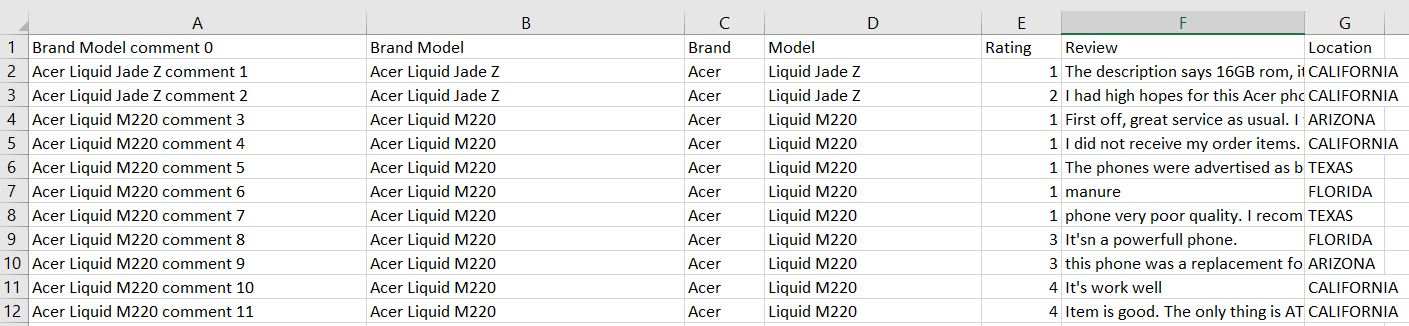 A B C D E F G
1 Brand Model comment 0 Brand Model Brand Model Rating Review Location
2 Acer Liquid Jade Z comment 1 Acer Liquid Jade Z Acer Liquid Jade Z 1 The description says 16GB rom, it CALIFORNIA
3 Acer Liquid Jade Z comment 2 Acer Liquid Jade Z Acer Liquid Jade Z 2 I had high hopes for this Acer pho CALIFORNIA
4 Acer Liquid M220 comment 3 Acer Liquid M220 Acer Liquid M220 1 First off, great service as usual. I ARIZONA
5 Acer Liquid M220 comment 4 Acer Liquid M220 Acer Liquid M220 1 I did not receive my order items. CALIFORNIA
6 Acer Liquid M220 comment 5 Acer Liquid M220 Acer Liquid M220 1 The phones were advertised as b TEXAS
7 Acer Liquid M220 comment 6 Acer Liquid M220 Acer Liquid M220 1 manure FLORIDA
8 Acer Liquid M220 comment 7 Acer Liquid M220 Acer Liquid M220 1 phone very poor quality. I recom TEXAS
9 Acer Liquid M220 comment 8 Acer Liquid M220 Acer Liquid M220 3 It'sn a powerfull phone. FLORIDA
10 Acer Liquid M220 comment 9 Acer Liquid M220 Acer Liquid M220 3 this phone was a replacement fo ARIZONA
11 Acer Liquid M220 comment 10 Acer Liquid M220 Acer Liquid M220 4 It's work well CALIFORNIA
12 Acer Liquid M220 comment 11 Acer Liquid M220 Acer Liquid M220 4 Item is good. The only thing is AT CALIFORNIA